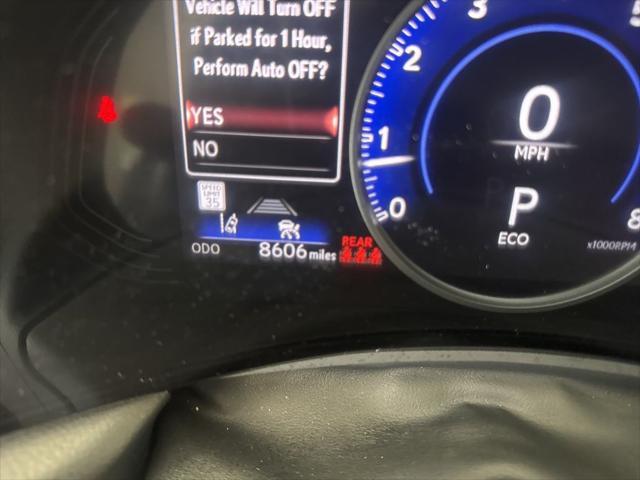 Vehicle Will Turn OFF
if Parked for 1 Hour,
Perform Auto OFF?
YES
NO
SPEED
LIMIT
35
ODO 8606 miles
REAR
0
1
2
3
8
0
MPH
P
ECO
x1000RPM